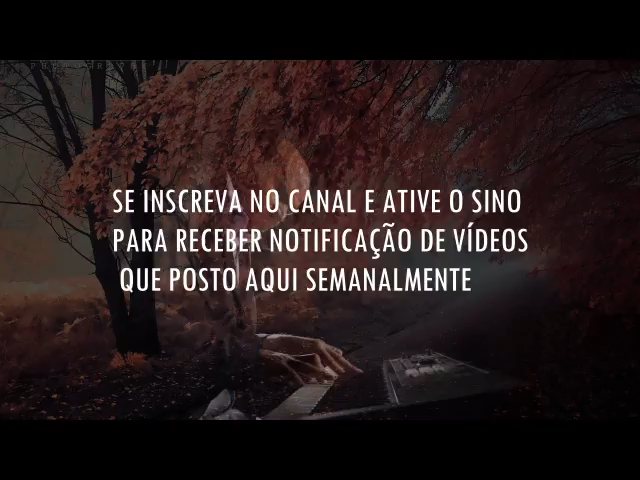 SE INSCREVA NO CANAL E ATIVE O SINO
PARA RECEBER NOTIFICAÇÃO DE VÍDEOS
QUE POSTO AQUI SEMANALMENTE